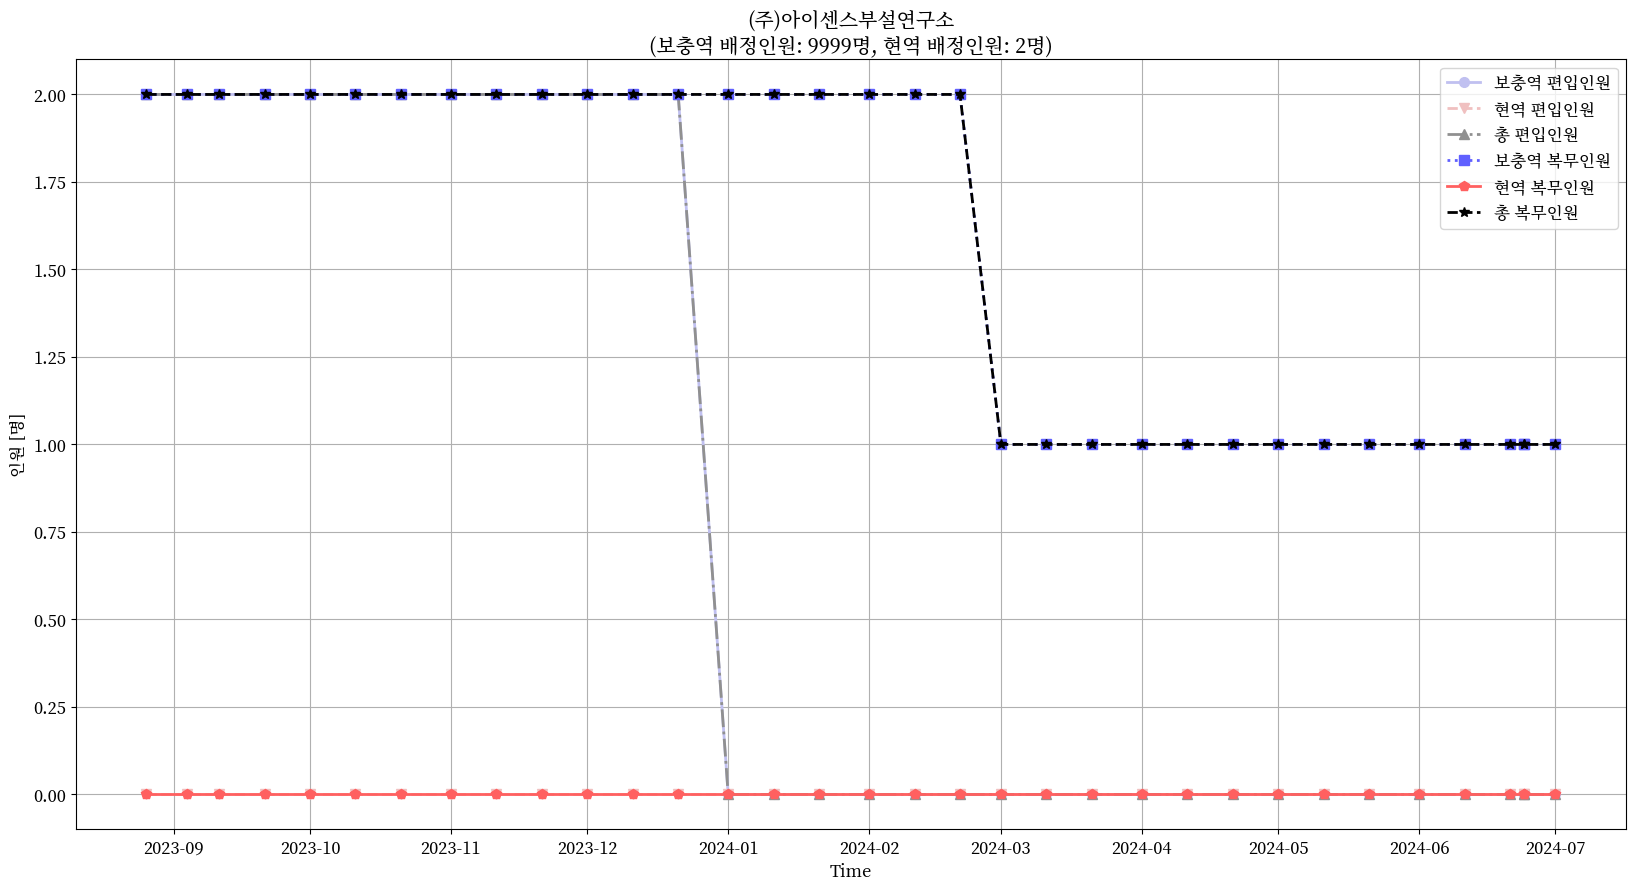 (주)아이센스부설연구소
(보충역 배정인원: 9999명, 현역 배정인원: 2명)
보충역 편입인원
현역 편입인원
총 편입인원
보충역 복무인원
현역 복무인원
총 복무인원
2.00
1.75
1.50
1.25
1.00
0.75
0.50
0.25
0.00
인원 [명]
2023-09 2023-10 2023-11 2023-12 2024-01 2024-02 2024-03 2024-04 2024-05 2024-06 2024-07
Time